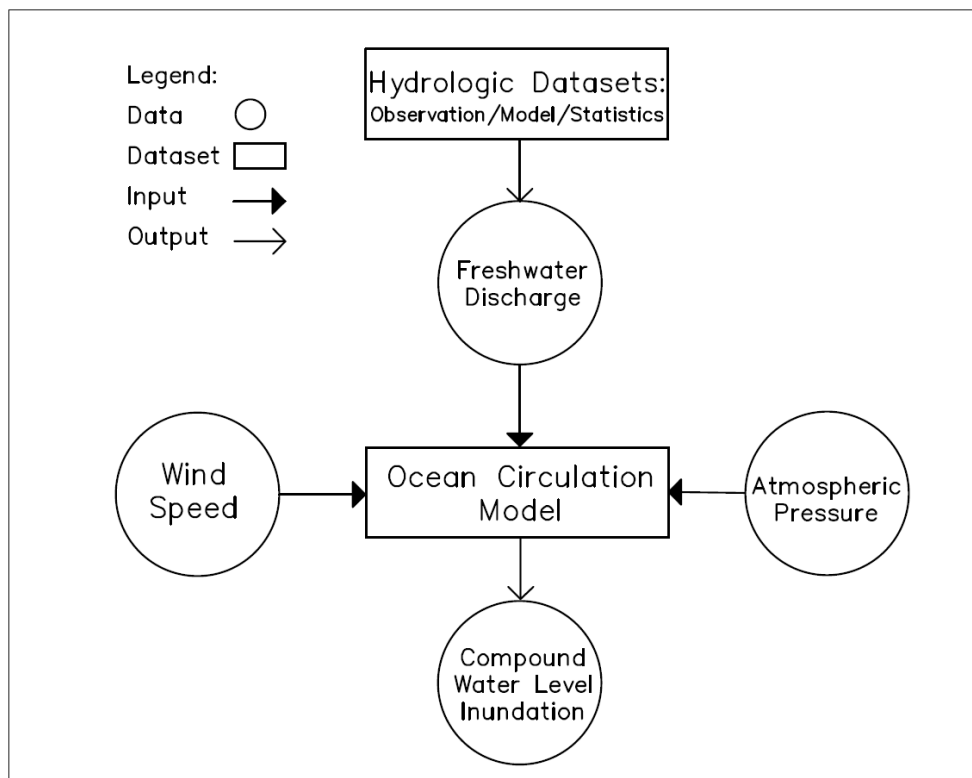 Legend:
Data
Dataset
Input
Output
Hydrologic Datasets:
Observation/Model/Statistics
Freshwater
Discharge
Wind
Speed
Ocean Circulation
Model
Atmospheric
Pressure
Compound
Water Level
Inundation